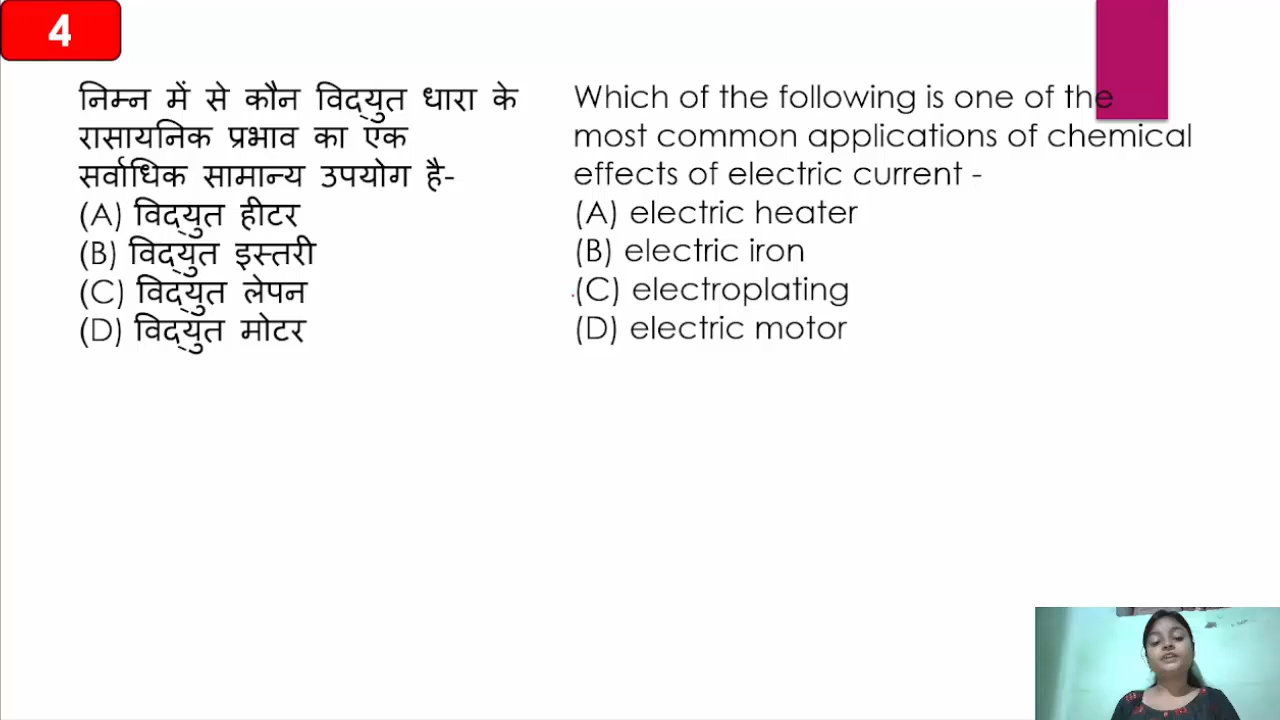 4
निम्न में से कौन विद्युत धारा के
रासायनिक प्रभाव का एक
सर्वाधिक सामान्य उपयोग है-
(A) विद्युत हीटर
(B) विद्युत इस्तरी
(C) विद्युत लेपन
(D) विद्युत मोटर
Which of the following is one of the
most common applications of chemical
effects of electric current -
(A) electric heater
(B) electric iron
(C) electroplating
(D) electric motor